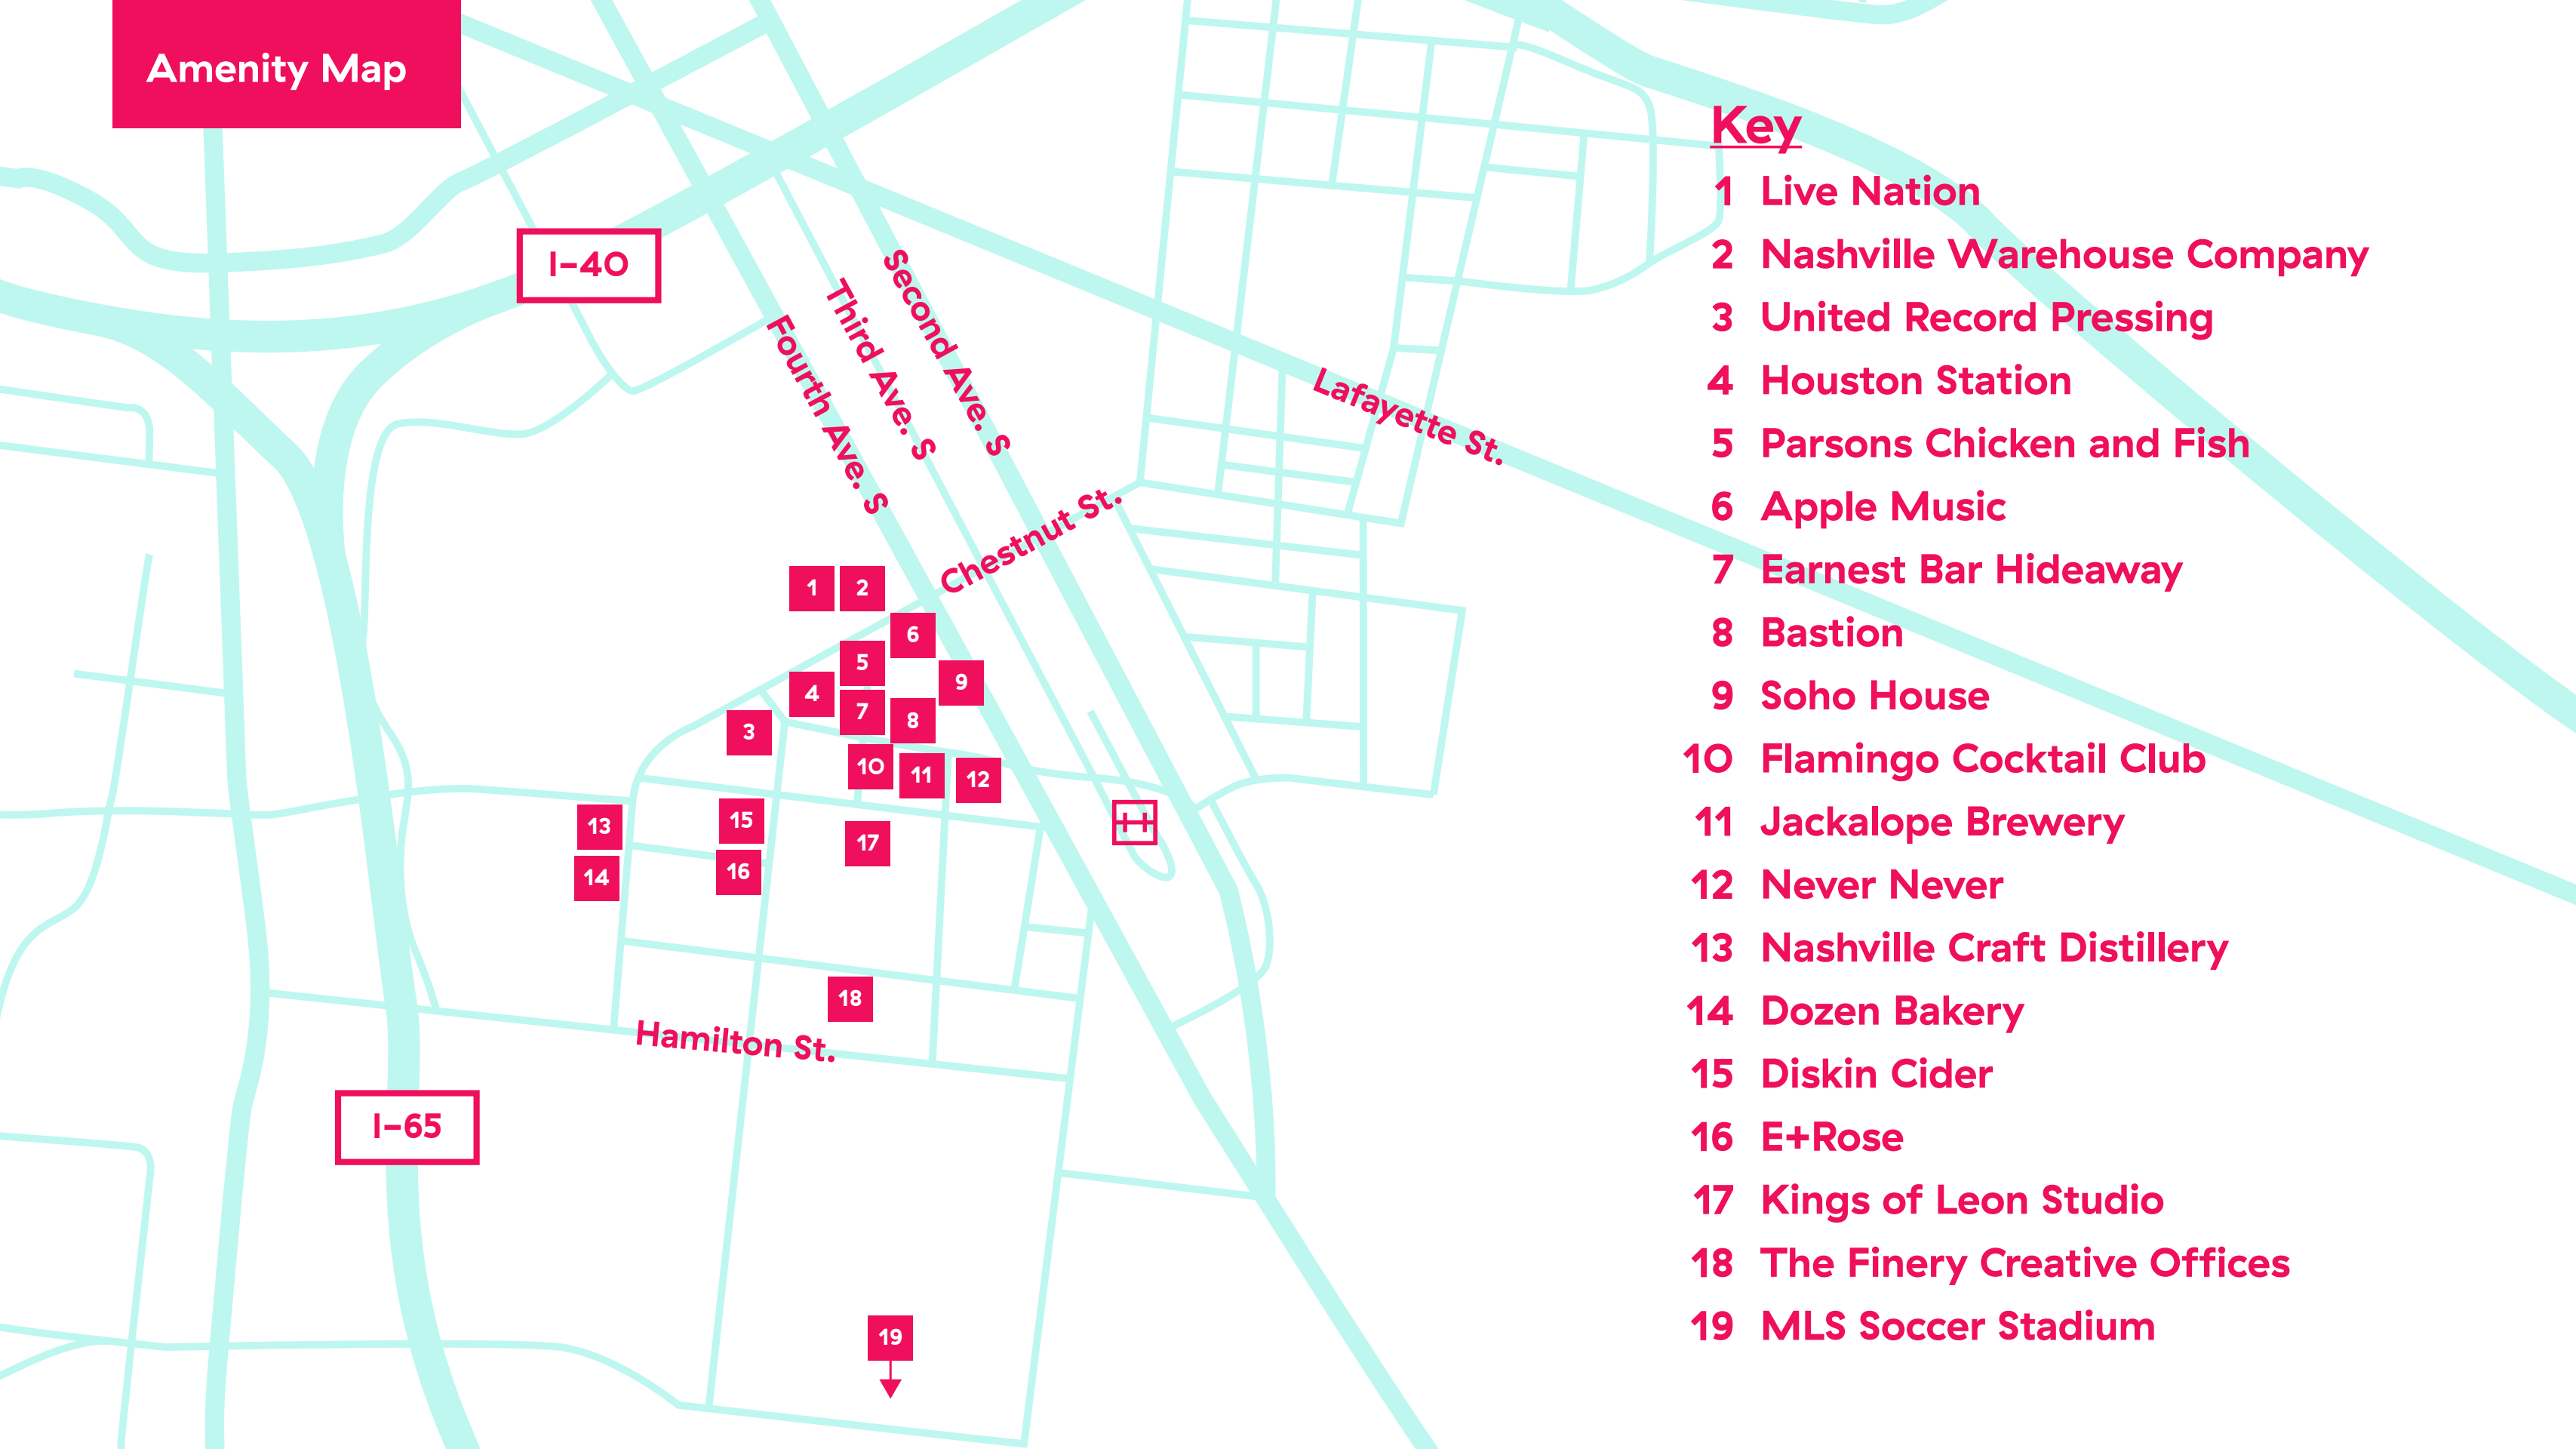 Amenity Map
I-40
Fourth Ave. S
Third Ave. S
Second Ave. S
Lafayette St.
Chestnut St.
1
2
6
5
9
4
7
8
3
10
11
12
13
15
17
14
16
18
Hamilton St.
I-65
19
Key
1 Live Nation
2 Nashville Warehouse Company
3 United Record Pressing
4 Houston Station
5 Parsons Chicken and Fish
6 Apple Music
7 Earnest Bar Hideaway
8 Bastion
9 Soho House
10 Flamingo Cocktail Club
11 Jackalope Brewery
12 Never Never
13 Nashville Craft Distillery
14 Dozen Bakery
15 Diskin Cider
16 E+Rose
17 Kings of Leon Studio
18 The Finery Creative Offices
19 MLS Soccer Stadium